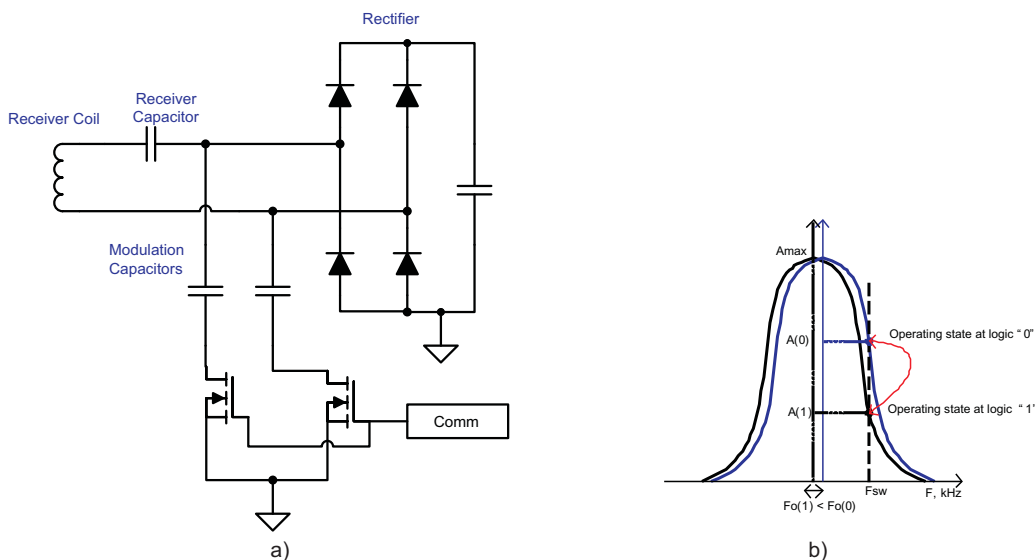 Rectifier
Receiver
Capacitor
Receiver Coil
Modulation
Capacitors
Comm
a)
Amax
A(0)
Operating state at logic “ 0”
A(1)
Operating state at logic “ 1”
Fsw
F, kHz
Fo(1) < Fo(0)
b)